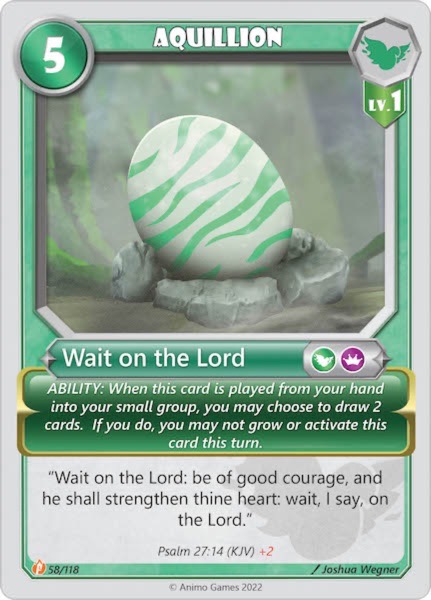 5
AQUILLION
LV.1
Wait on the Lord
ABILITY: When this card is played from your hand
into your small group, you may choose to draw 2
cards. If you do, you may not grow or activate this
card this turn.
"Wait on the Lord: be of good courage, and
he shall strengthen thine heart: wait, I say, on
the Lord."
Psalm 27:14 (KJV) +2
58/118
Joshua Wegner
© Animo Games 2022